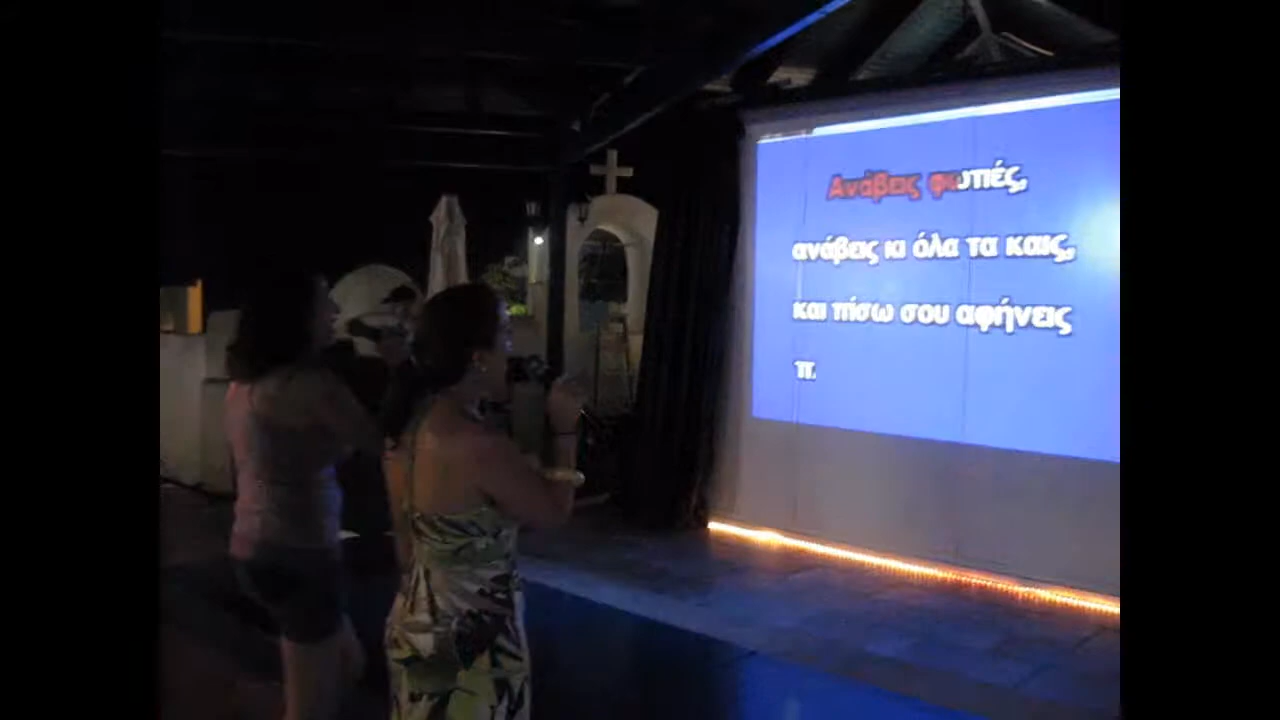 Ανάβεις φωτιές,
ανάβεις κι όλα τα καις,
και πίσω σου αφήνεις
π.